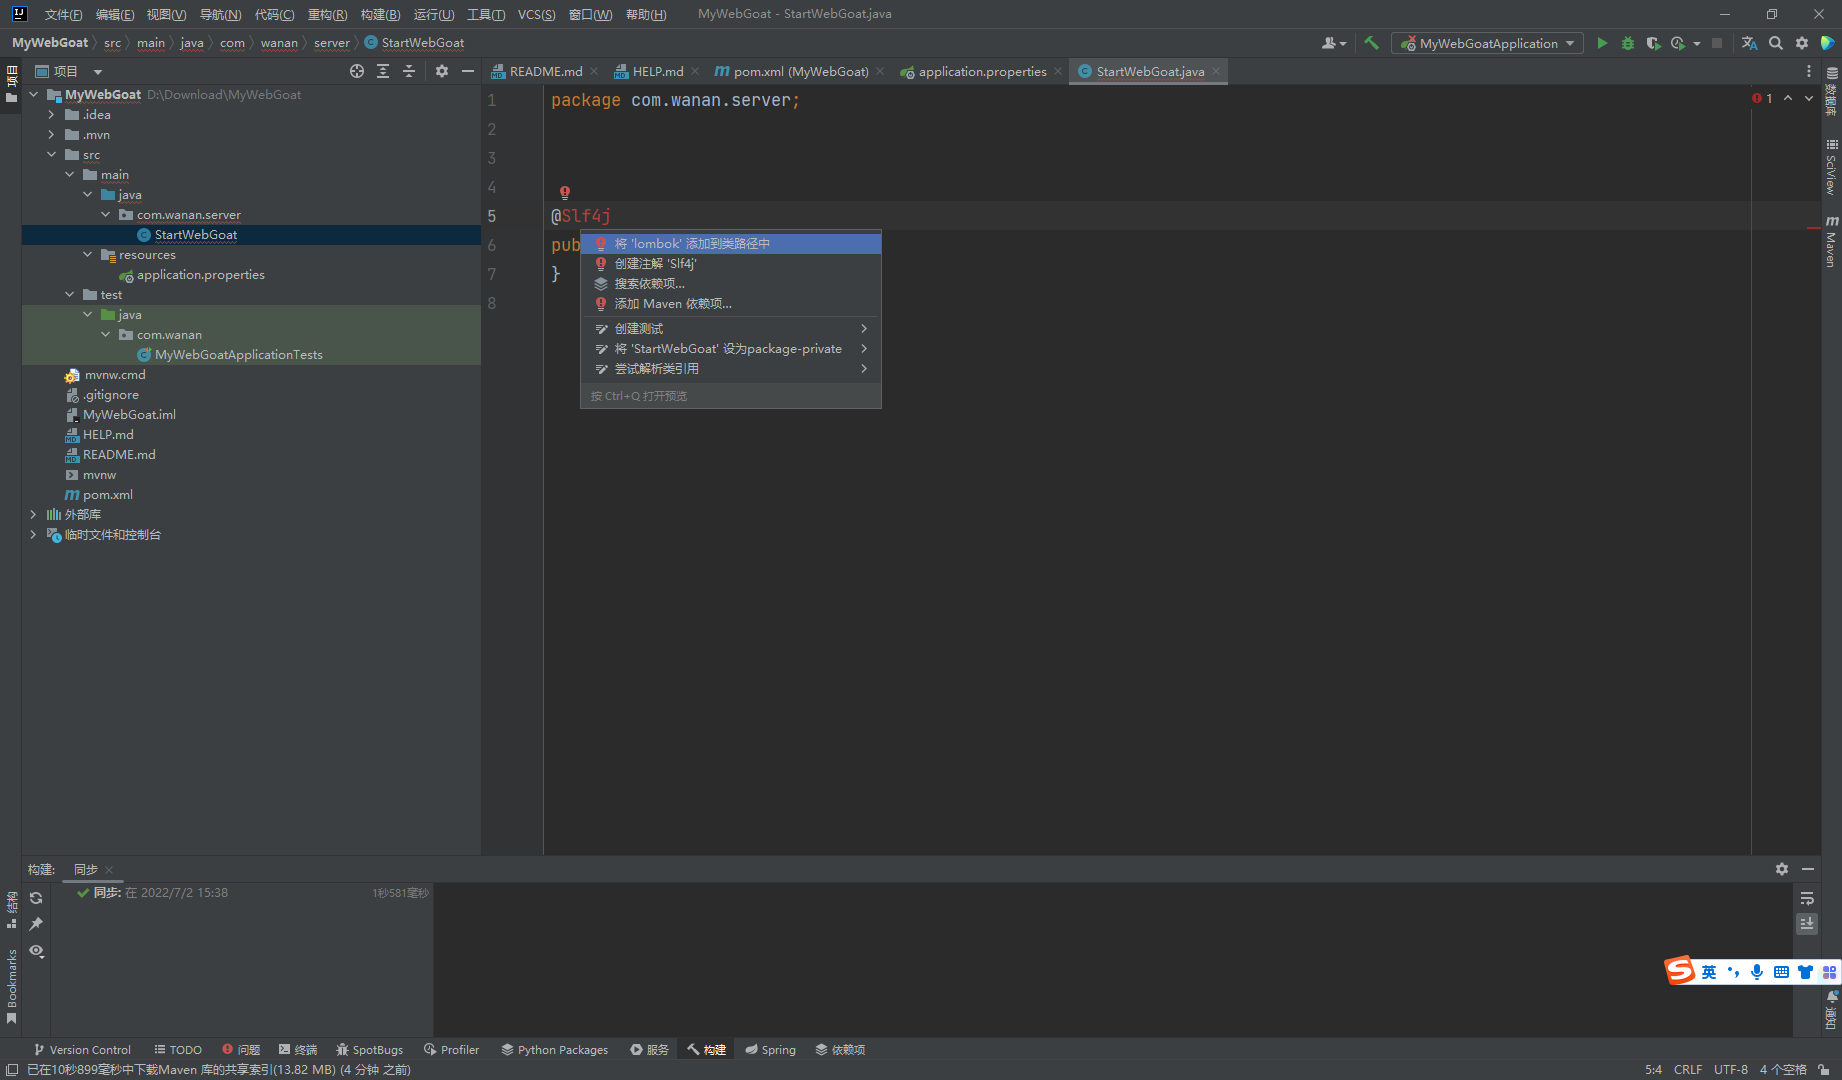 文件(F) 编辑(E) 视图(V) 导航(N) 代码(C) 重构(R) 构建(B) 运行(U) 工具(T) VCS(S) 窗口(W) 帮助(H) MyWebGoat - StartWebGoat.java
MyWebGoat src main java com wanan server StartWebGoat
MyWebGoatApplication
项目
项目
README.md HELP.md pom.xml (MyWebGoat) application.properties StartWebGoat.java
MyWebGoat D:\Download\MyWebGoat
.idea
.mvn
src
main
java
com.wanan.server
StartWebGoat
resources
application.properties
test
java
com.wanan
MyWebGoatApplicationTests
mvnw.cmd
.gitignore
MyWebGoat.iml
HELP.md
README.md
mvnw
pom.xml
外部库
临时文件和控制台
1 package com.wanan.server;
2
3
4
5 @Slf4j
6 pub
7 }
8
1
将 'lombok' 添加到类路径中
创建注解 'Slf4j'
搜索依赖项...
添加 Maven 依赖项...
创建测试
将 'StartWebGoat' 设为package-private
尝试解析类引用
按 Ctrl+Q 打开预览
数据库
SciView
Maven
通知
构建: 同步
同步: 在 2022/7/2 15:38 1秒581毫秒
结构
Bookmarks
英
Version Control TODO 问题 终端 SpotBugs Profiler Python Packages 服务 构建 Spring 依赖项
已在10秒899毫秒中下载Maven 库的共享索引(13.82 MB) (4 分钟 之前)
5:4 CRLF UTF-8 4 个空格